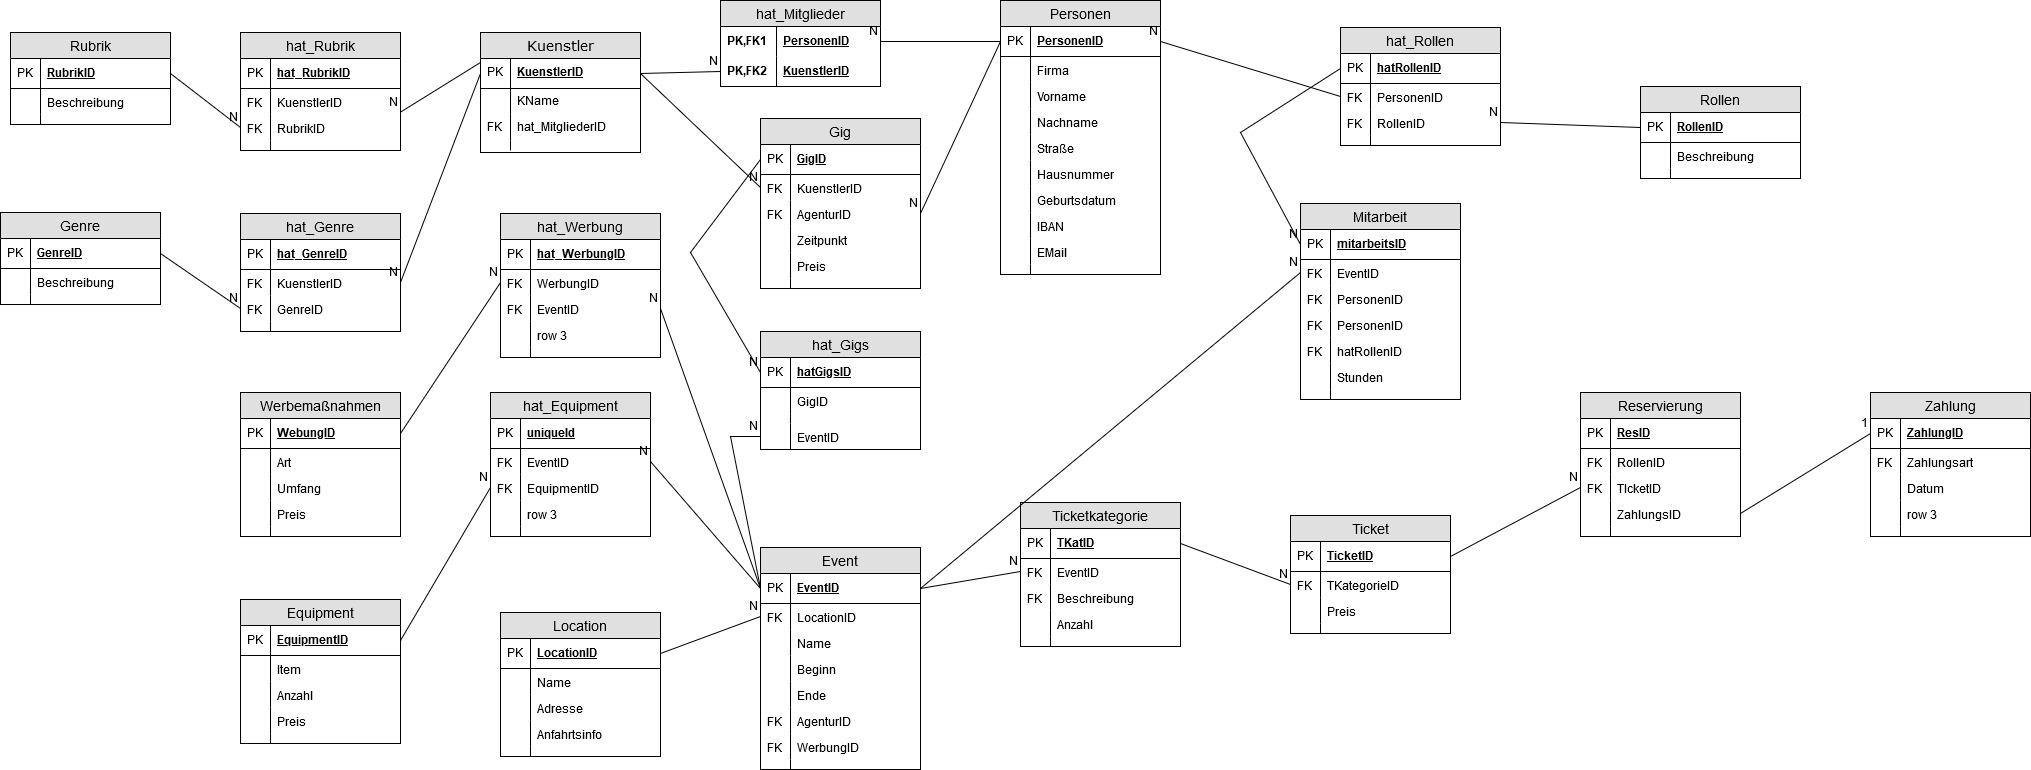 Rubrik
PK RubrikID
Beschreibung
N
hat_Rubrik
PK hat_RubrikID
FK KuenstlerID
FK RubrikID
N
Kuenstler
PK KuenstlerID
KName
FK hat_MitgliederID
N
hat_Mitglieder
PK,FK1 PersonenID
PK,FK2 KuenstlerID
N
Personen
PK PersonenID
Firma
Vorname
Nachname
Straße
Hausnummer
Geburtsdatum
IBAN
EMail
N
hat_Rollen
PK hatRollenID
FK PersonenID
FK RollenID
N
Rollen
PK RollenID
Beschreibung
Gig
PK GigID
FK KuenstlerID
FK AgenturID
Zeitpunkt
Preis
N
N
Genre
PK GenreID
Beschreibung
N
hat_Genre
PK hat_GenreID
FK KuenstlerID
FK GenreID
N
hat_Werbung
PK hat_WerbungID
FK WerbungID
FK EventID
row 3
N
N
Mitarbeit
PK mitarbeitsID
FK EventID
FK PersonenID
FK PersonenID
FK hatRollenID
Stunden
N
N
hat_Gigs
PK hatGigsID
GigID
EventID
N
N
Werbemaßnahmen
PK WebungID
Art
Umfang
Preis
hat_Equipment
PK uniqueId
FK EventID
FK EquipmentID
row 3
N
N
Reservierung
PK ResID
FK RollenID
FK TIcketID
ZahlungsID
N
Zahlung
PK ZahlungID
FK Zahlungsart
Datum
row 3
1
Ticketkategorie
PK TKatID
FK EventID
FK Beschreibung
Anzahl
N
Ticket
PK TicketID
FK TKategorieID
Preis
N
Event
PK EventID
FK LocationID
Name
Beginn
Ende
FK AgenturID
FK WerbungID
N
Equipment
PK EquipmentID
Item
Anzahl
Preis
Location
PK LocationID
Name
Adresse
Anfahrtsinfo